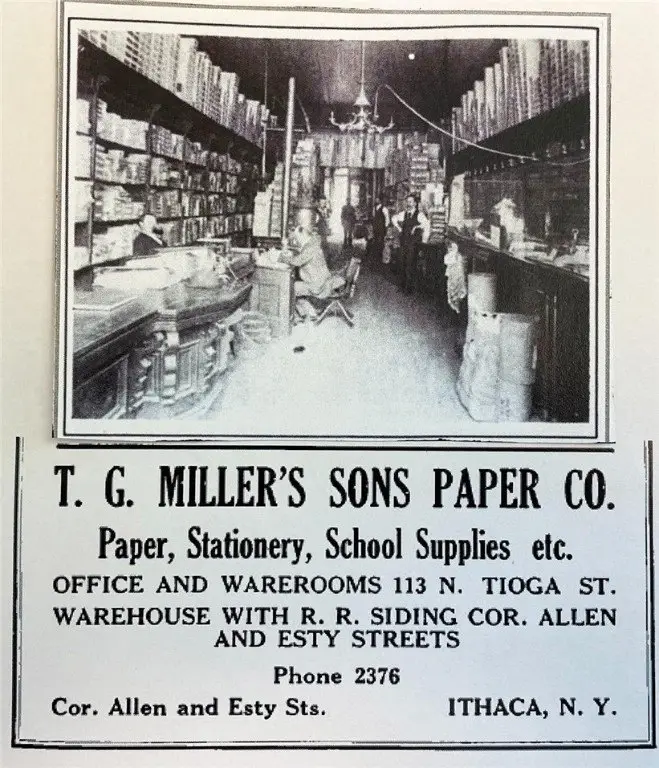 T. G. MILLER'S SONS PAPER CO.
Paper, Stationery, School Supplies etc.
OFFICE AND WAREROOMS 113 N. TIOGA ST.
WAREHOUSE WITH R. R. SIDING COR. ALLEN
AND ESTY STREETS
Phone 2376
Cor. Allen and Esty Sts. ITHACA, N. Y.